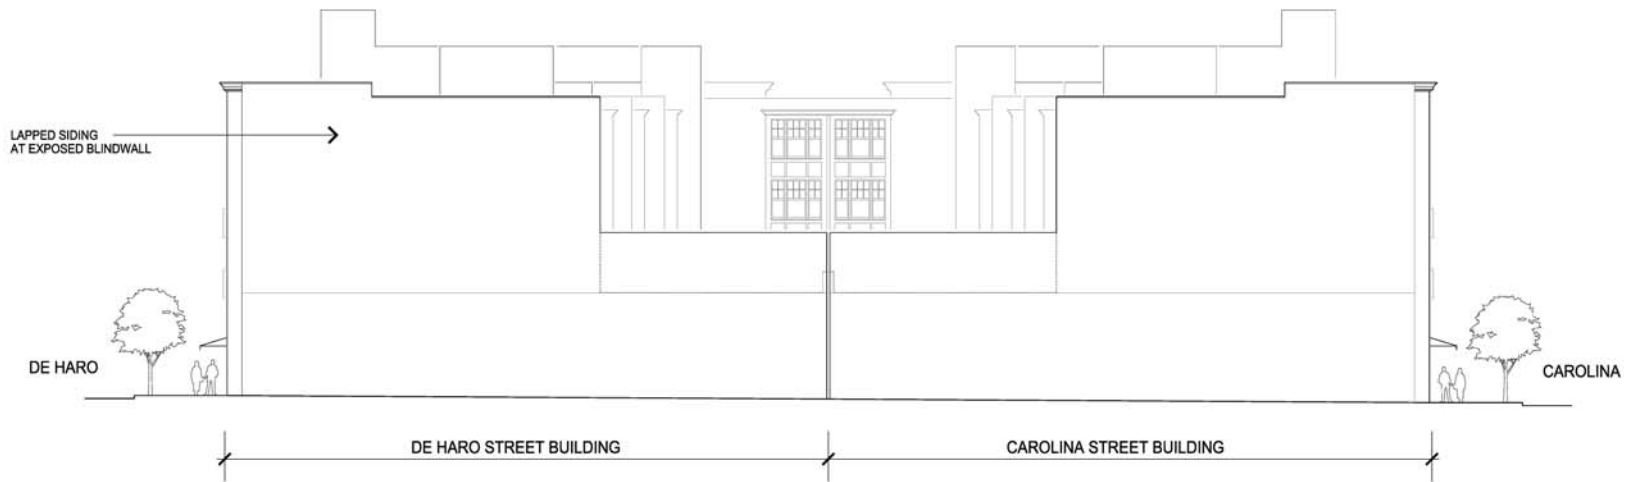 LAPPED SIDING
AT EXPOSED BLINDWALL
DE HARO
CAROLINA
DE HARO STREET BUILDING
CAROLINA STREET BUILDING